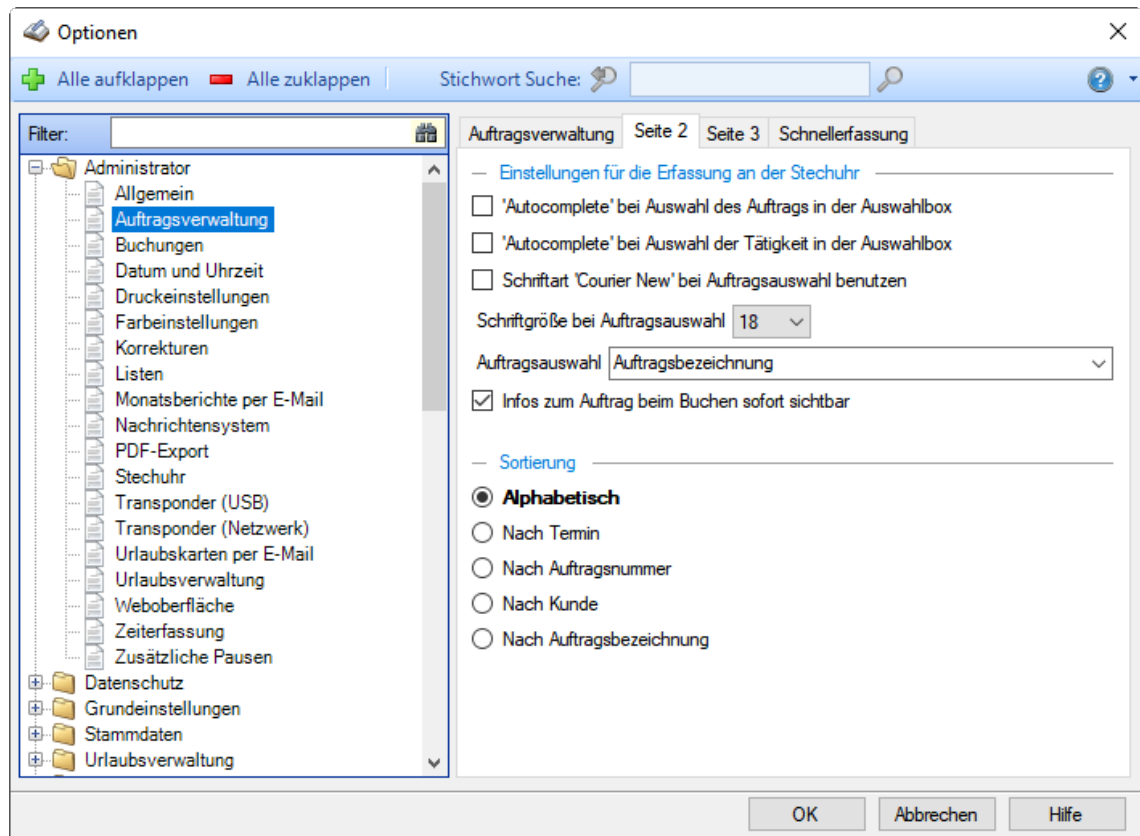 Optionen
Alle aufklappen Alle zuklappen Stichwort Suche:
Filter:
Administrator
Allgemein
Auftragsverwaltung
Buchungen
Datum und Uhrzeit
Druckeinstellungen
Farbeinstellungen
Korrekturen
Listen
Monatsberichte per E-Mail
Nachrichtensystem
PDF-Export
Stechuhr
Transponder (USB)
Transponder (Netzwerk)
Urlaubskarten per E-Mail
Urlaubsverwaltung
Weboberfläche
Zeiterfassung
Zusätzliche Pausen
Datenschutz
Grundeinstellungen
Stammdaten
Urlaubsverwaltung
Auftragsverwaltung Seite 2 Seite 3 Schnellerfassung
Einstellungen für die Erfassung an der Stechuhr
'Autocomplete' bei Auswahl des Auftrags in der Auswahlbox
'Autocomplete' bei Auswahl der Tätigkeit in der Auswahlbox
Schriftart 'Courier New' bei Auftragsauswahl benutzen
Schriftgröße bei Auftragsauswahl 18
Auftragsauswahl Auftragsbezeichnung
Infos zum Auftrag beim Buchen sofort sichtbar
Sortierung
Alphabetisch
Nach Termin
Nach Auftragsnummer
Nach Kunde
Nach Auftragsbezeichnung
OK Abbrechen Hilfe